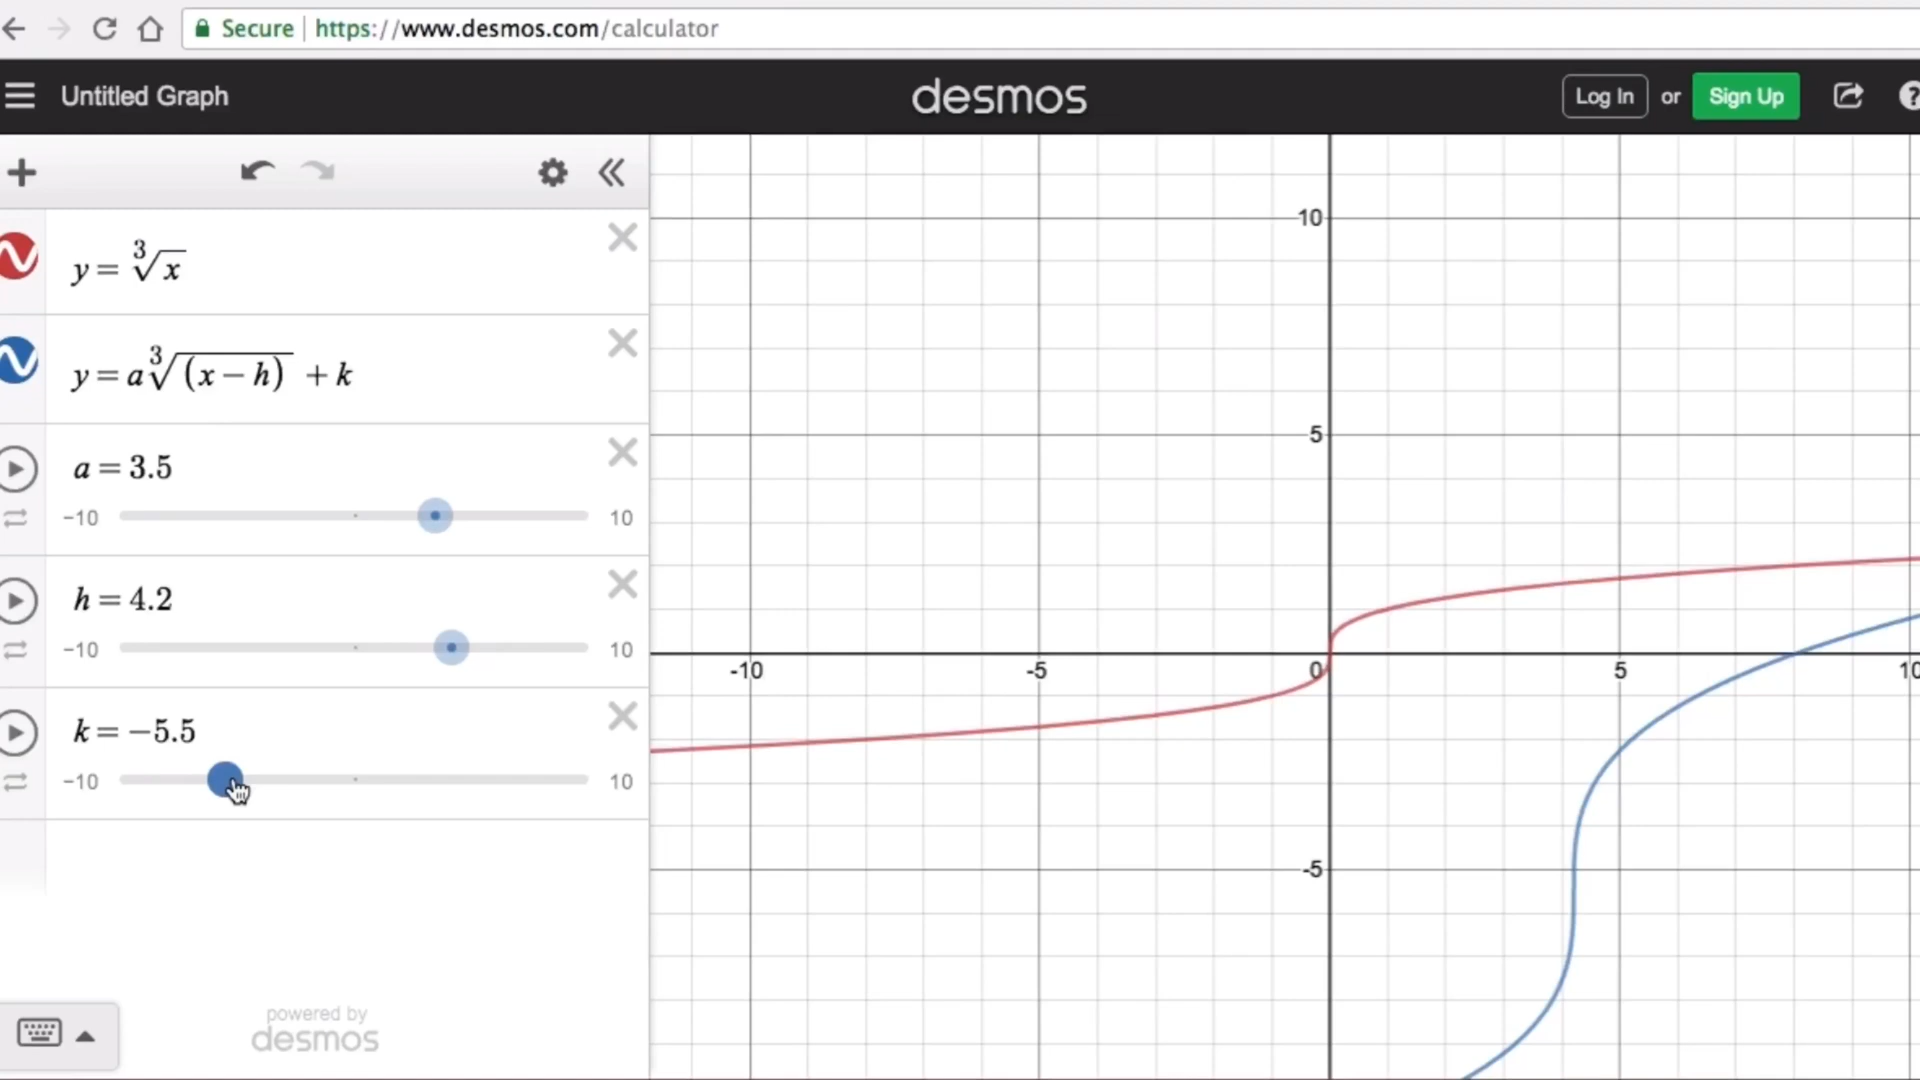 Secure https://www.desmos.com/calculator
Untitled Graph
desmos
Log In or Sign Up
y = ∛x
y = a∛(x − h) + k
a = 3.5
−10 10
h = 4.2
−10 10
k = −5.5
−10 10
powered by
desmos
10
5
-10 -5 0 5 10
-5